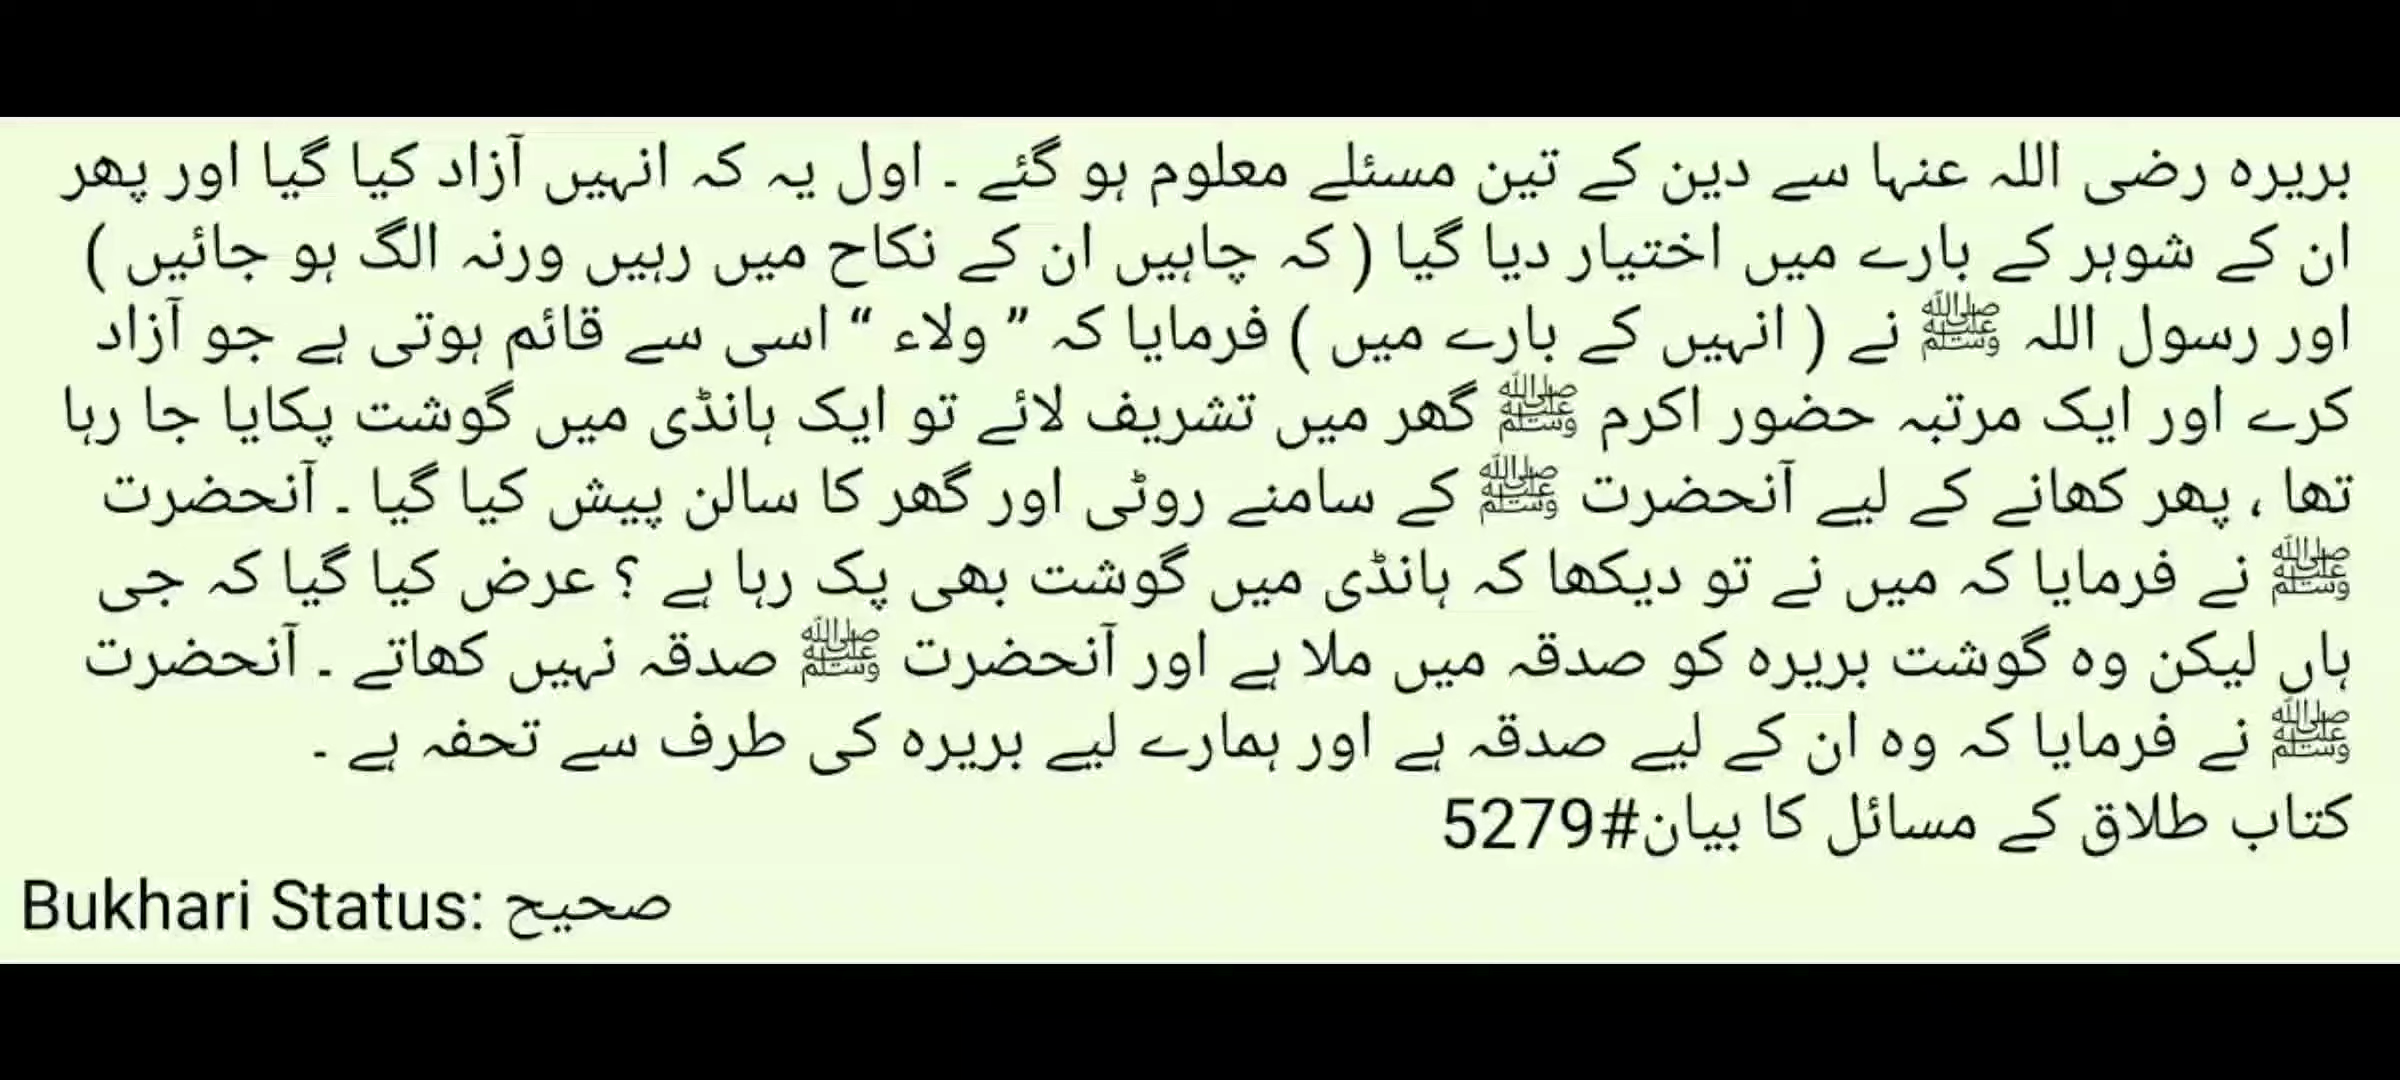 بریرہ رضی اللہ عنہا سے دین کے تین مسئلے معلوم ہو گئے ۔ اول یہ کہ انہیں آزاد کیا گیا اور پھر
ان کے شوہر کے بارے میں اختیار دیا گیا ( کہ چاہیں ان کے نکاح میں رہیں ورنہ الگ ہو جائیں )
اور رسول اللہ ﷺ نے ( انہیں کے بارے میں ) فرمایا کہ ” ولاء “ اسی سے قائم ہوتی ہے جو آزاد
کرے اور ایک مرتبہ حضور اکرم ﷺ گھر میں تشریف لائے تو ایک ہانڈی میں گوشت پکایا جا رہا
تھا ، پھر کھانے کے لیے آنحضرت ﷺ کے سامنے روٹی اور گھر کا سالن پیش کیا گیا ۔ آنحضرت
ﷺ نے فرمایا کہ میں نے تو دیکھا کہ ہانڈی میں گوشت بھی پک رہا ہے ؟ عرض کیا گیا کہ جی
ہاں لیکن وہ گوشت بریرہ کو صدقہ میں ملا ہے اور آنحضرت ﷺ صدقہ نہیں کھاتے ۔ آنحضرت
ﷺ نے فرمایا کہ وہ ان کے لیے صدقہ ہے اور ہمارے لیے بریرہ کی طرف سے تحفہ ہے ۔
کتاب طلاق کے مسائل کا بیان#5279
Bukhari Status: صحیح